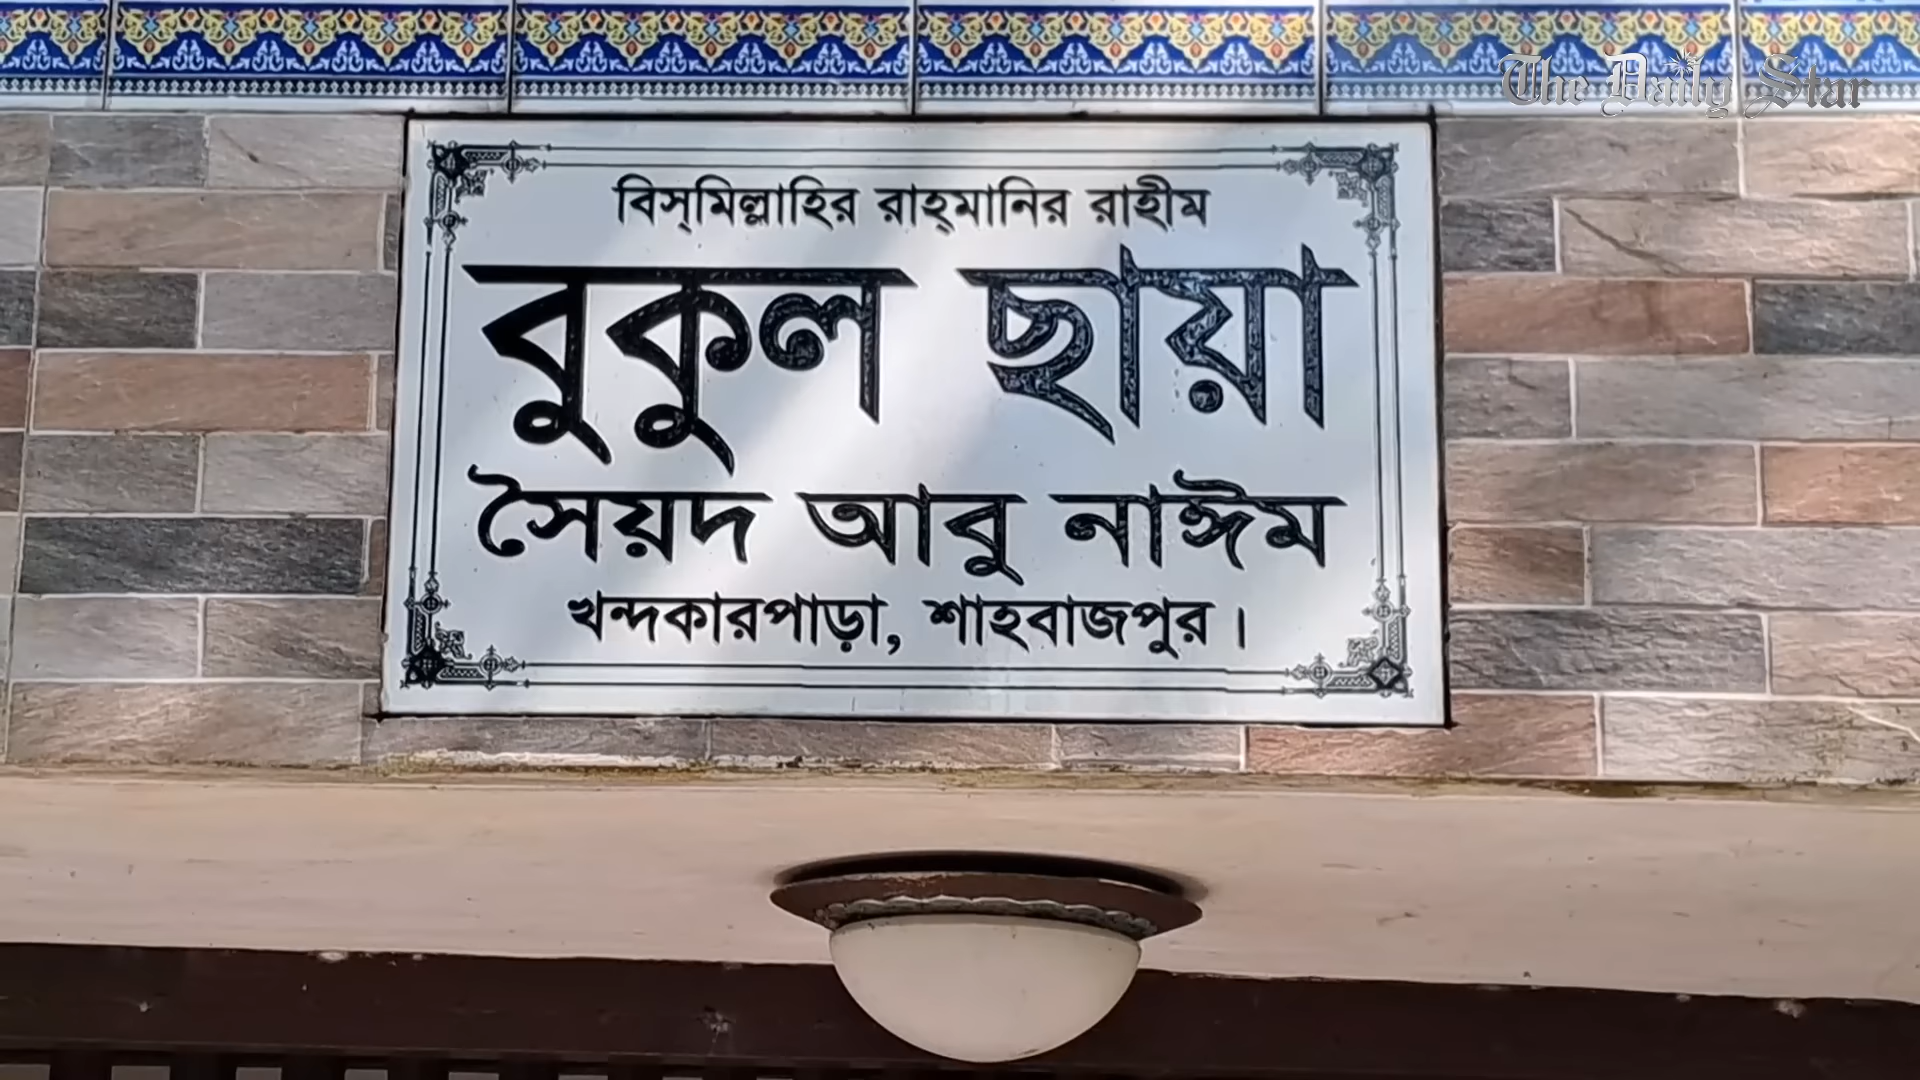 The Daily Star
বিস্‌মিল্লাহির রাহ্‌মানির রাহীম
বুকুল ছায়া
সৈয়দ আবু নাঈম
খন্দকারপাড়া, শাহবাজপুর।